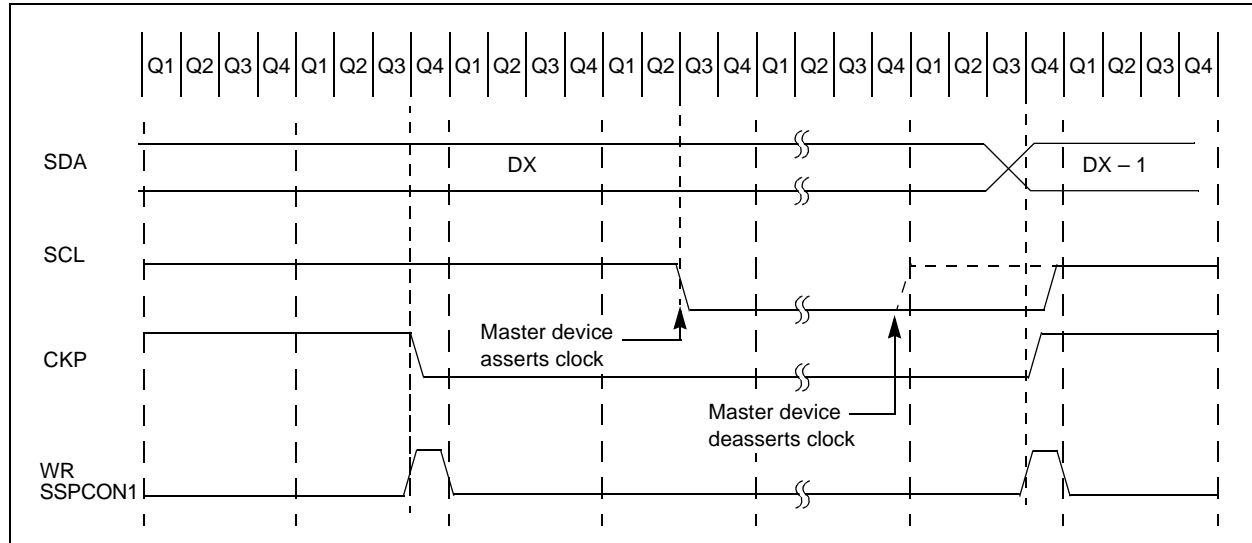 Q1 Q2 Q3 Q4 Q1 Q2 Q3 Q4 Q1 Q2 Q3 Q4 Q1 Q2 Q3 Q4 Q1 Q2 Q3 Q4 Q1 Q2 Q3 Q4 Q1 Q2 Q3 Q4
SDA
DX
DX – 1
SCL
Master device
asserts clock
CKP
Master device
deasserts clock
WR
SSPCON1